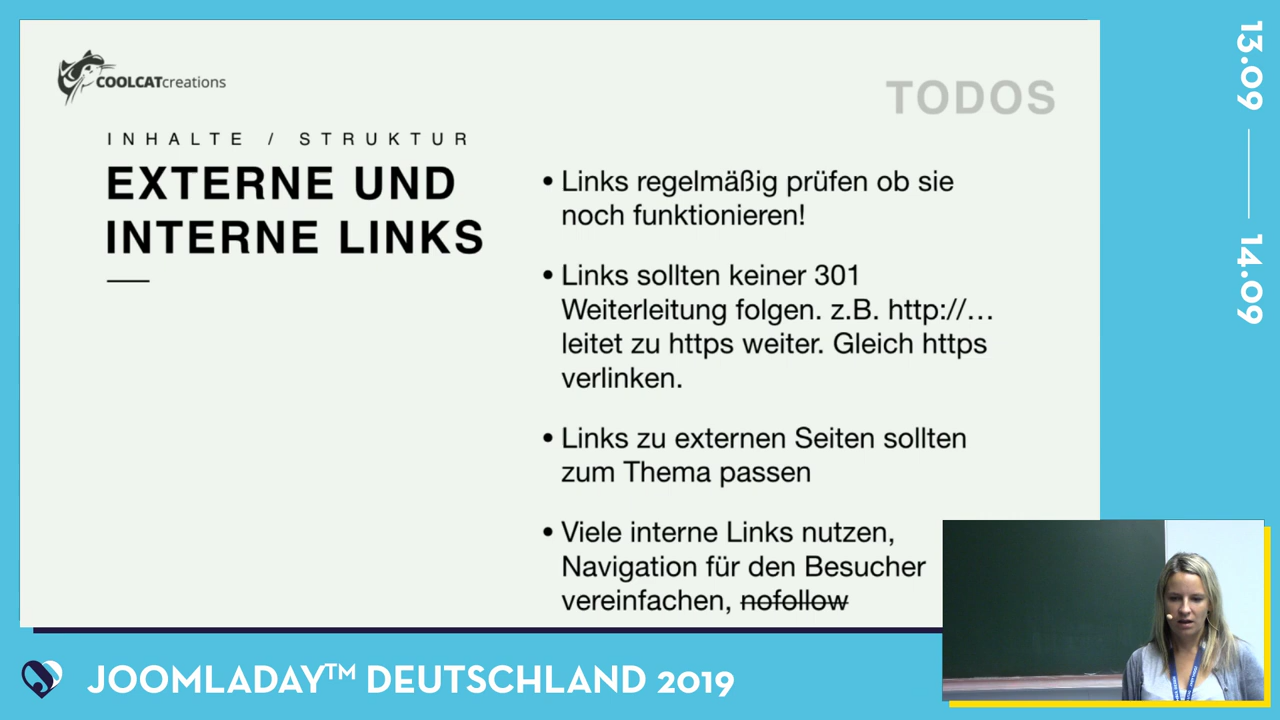 COOLCATcreations
TODOS
INHALTE / STRUKTUR
EXTERNE UND
INTERNE LINKS
• Links regelmäßig prüfen ob sie
noch funktionieren!
• Links sollten keiner 301
Weiterleitung folgen. z.B. http://…
leitet zu https weiter. Gleich https
verlinken.
• Links zu externen Seiten sollten
zum Thema passen
• Viele interne Links nutzen,
Navigation für den Besucher
vereinfachen, nofollow
13.09
14.09
JOOMLADAY™ DEUTSCHLAND 2019